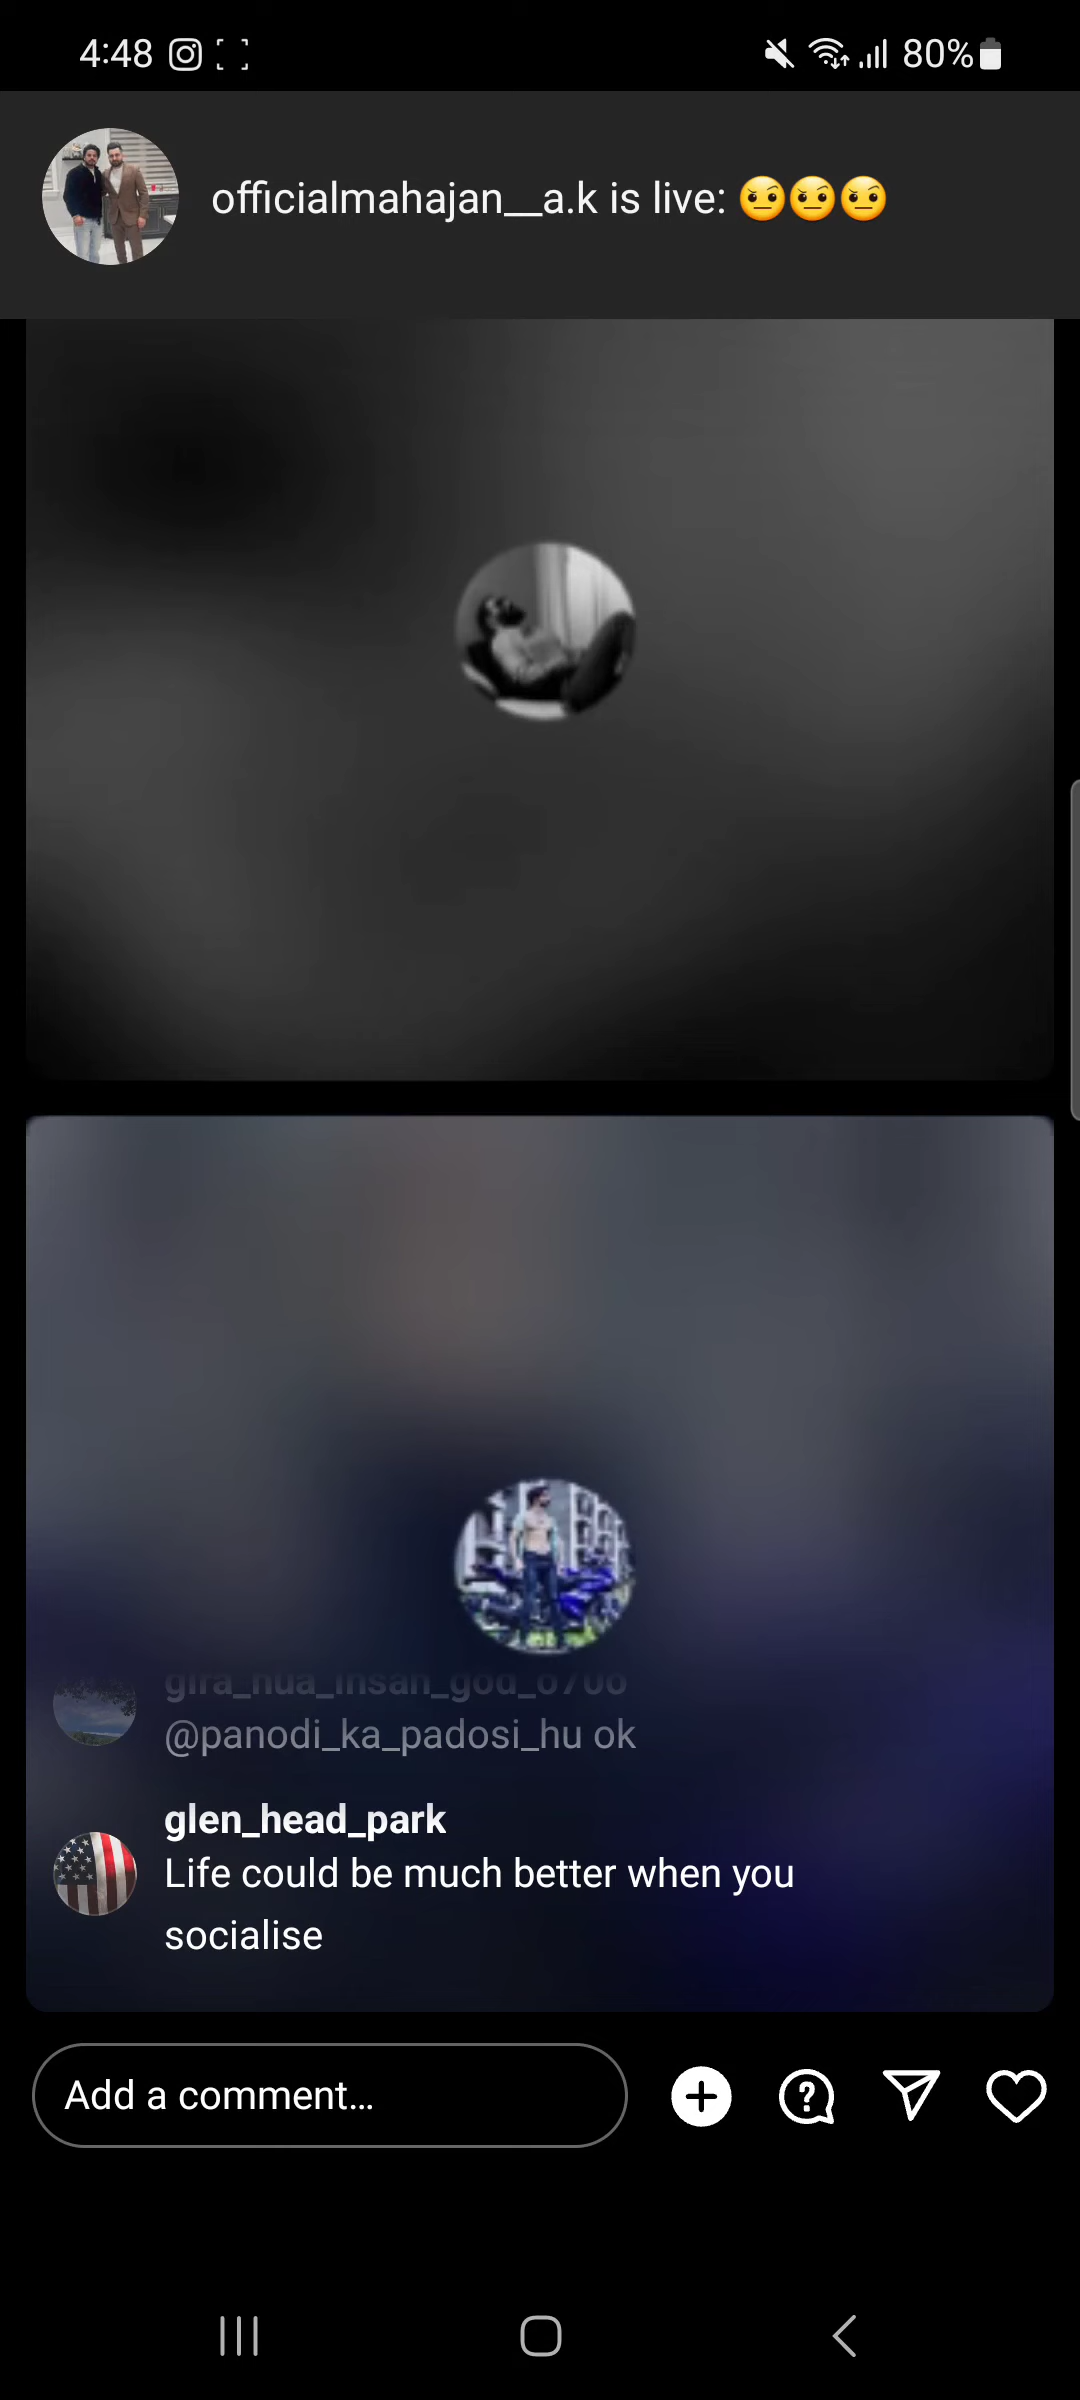 4:48 80%
officialmahajan__a.k is live: 🤨🤨🤨
@panodi_ka_padosi_hu ok
glen_head_park
Life could be much better when you
socialise
Add a comment...